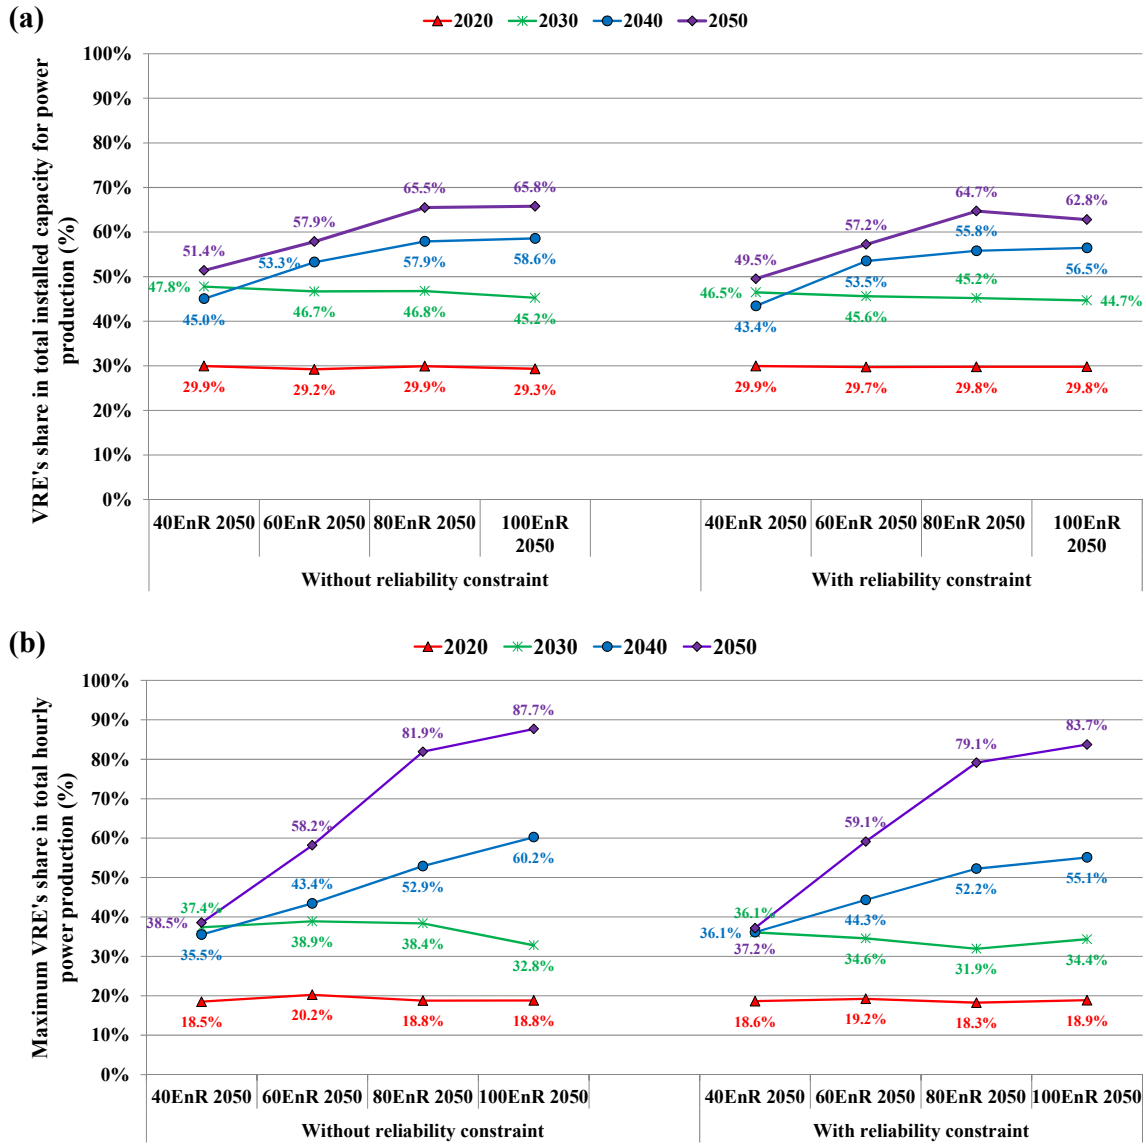 (a)
2020 2030 2040 2050
VRE's share in total installed capacity for power
production (%)
100%
90%
80%
70%
60%
50%
40%
30%
20%
10%
0%
51.4% 57.9% 65.5% 65.8%
47.8% 53.3% 57.9% 58.6%
45.0% 46.7% 46.8% 45.2%
29.9% 29.2% 29.9% 29.3%
49.5% 57.2% 64.7% 62.8%
46.5% 53.5% 55.8% 56.5%
43.4% 45.6% 45.2% 44.7%
29.9% 29.7% 29.8% 29.8%
40EnR 2050 60EnR 2050 80EnR 2050 100EnR
2050
40EnR 2050 60EnR 2050 80EnR 2050 100EnR
2050
Without reliability constraint With reliability constraint
(b)
2020 2030 2040 2050
Maximum VRE's share in total hourly
power production (%)
100%
90%
80%
70%
60%
50%
40%
30%
20%
10%
0%
38.5% 58.2% 81.9% 87.7%
37.4% 43.4% 52.9% 60.2%
35.5% 38.9% 38.4% 32.8%
18.5% 20.2% 18.8% 18.8%
37.2% 59.1% 79.1% 83.7%
36.1% 44.3% 52.2% 55.1%
36.1% 34.6% 31.9% 34.4%
18.6% 19.2% 18.3% 18.9%
40EnR 2050 60EnR 2050 80EnR 2050 100EnR 2050
40EnR 2050 60EnR 2050 80EnR 2050 100EnR 2050
Without reliability constraint With reliability constraint